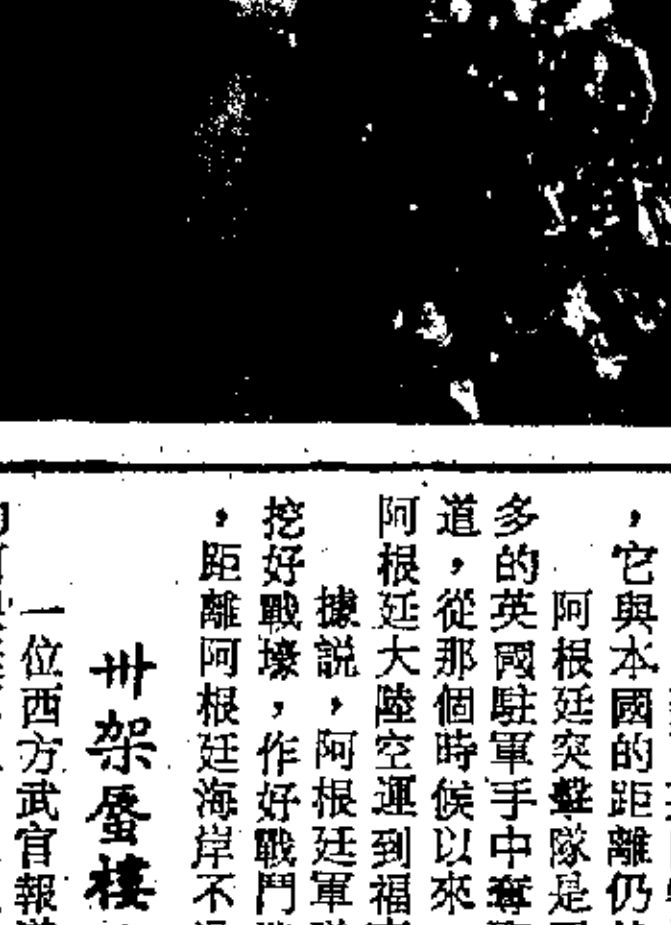 ，它與本國的距離仍
阿根廷突擊隊是
多的英國駐軍手中奪
道，從那個時候以來
阿根廷大陸空運到福
據説，阿根廷軍
挖好戰壕，作好戰鬥
，距離阿根廷海岸不
卅架蜃樓
一位西方武官報